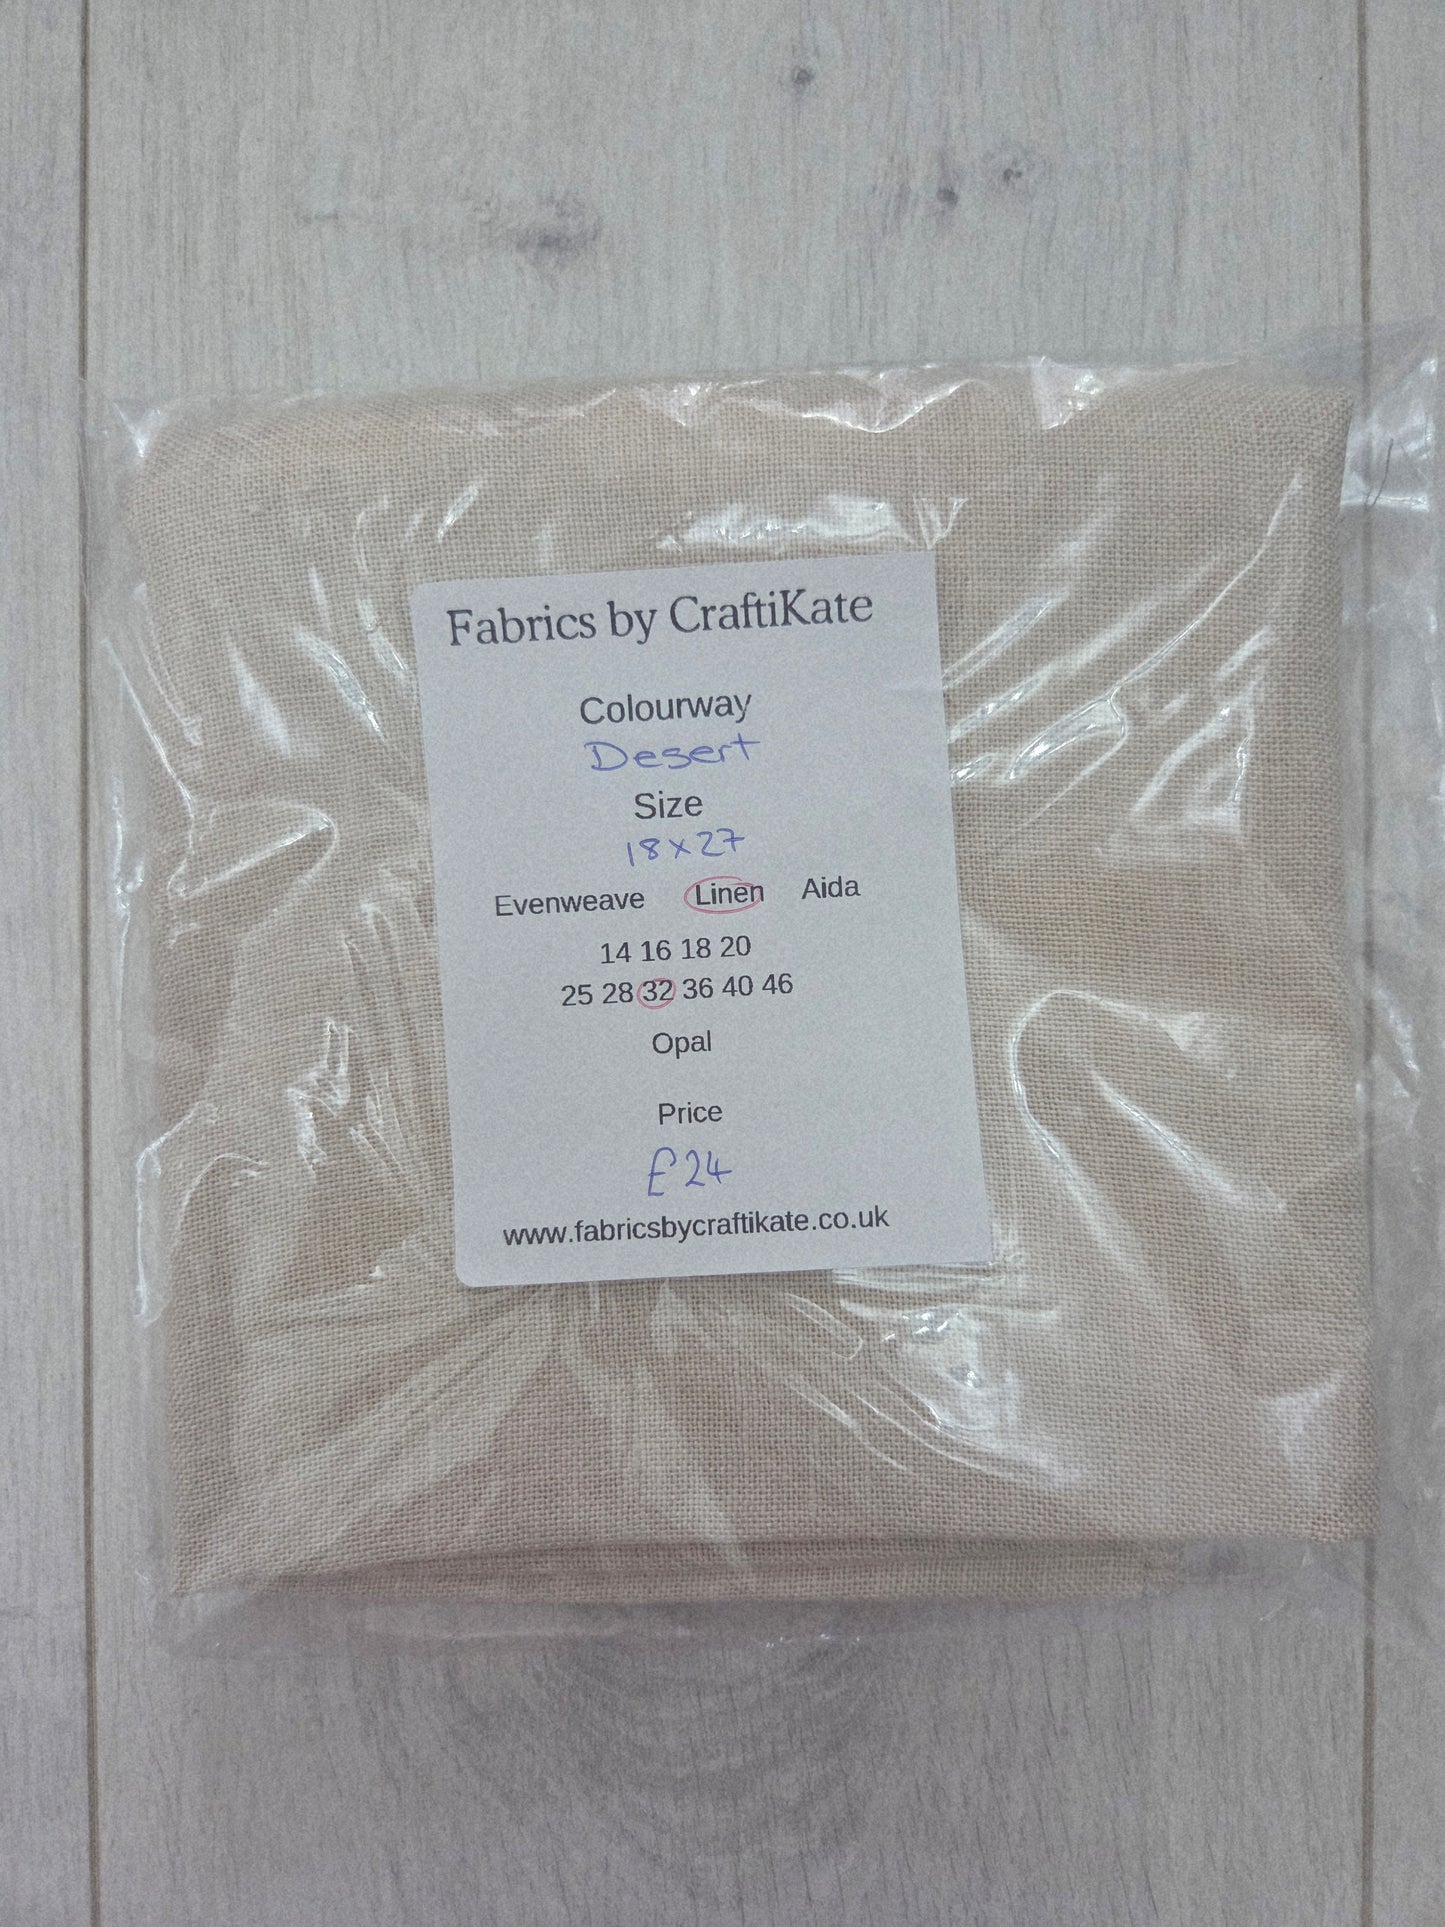 Fabrics by CraftiKate
Colourway
Desert
Size
18x27
Evenweave Linen Aida
14 16 18 20
25 28 32 36 40 46
Opal
Price
£24
www.fabricsbycraftikate.co.uk